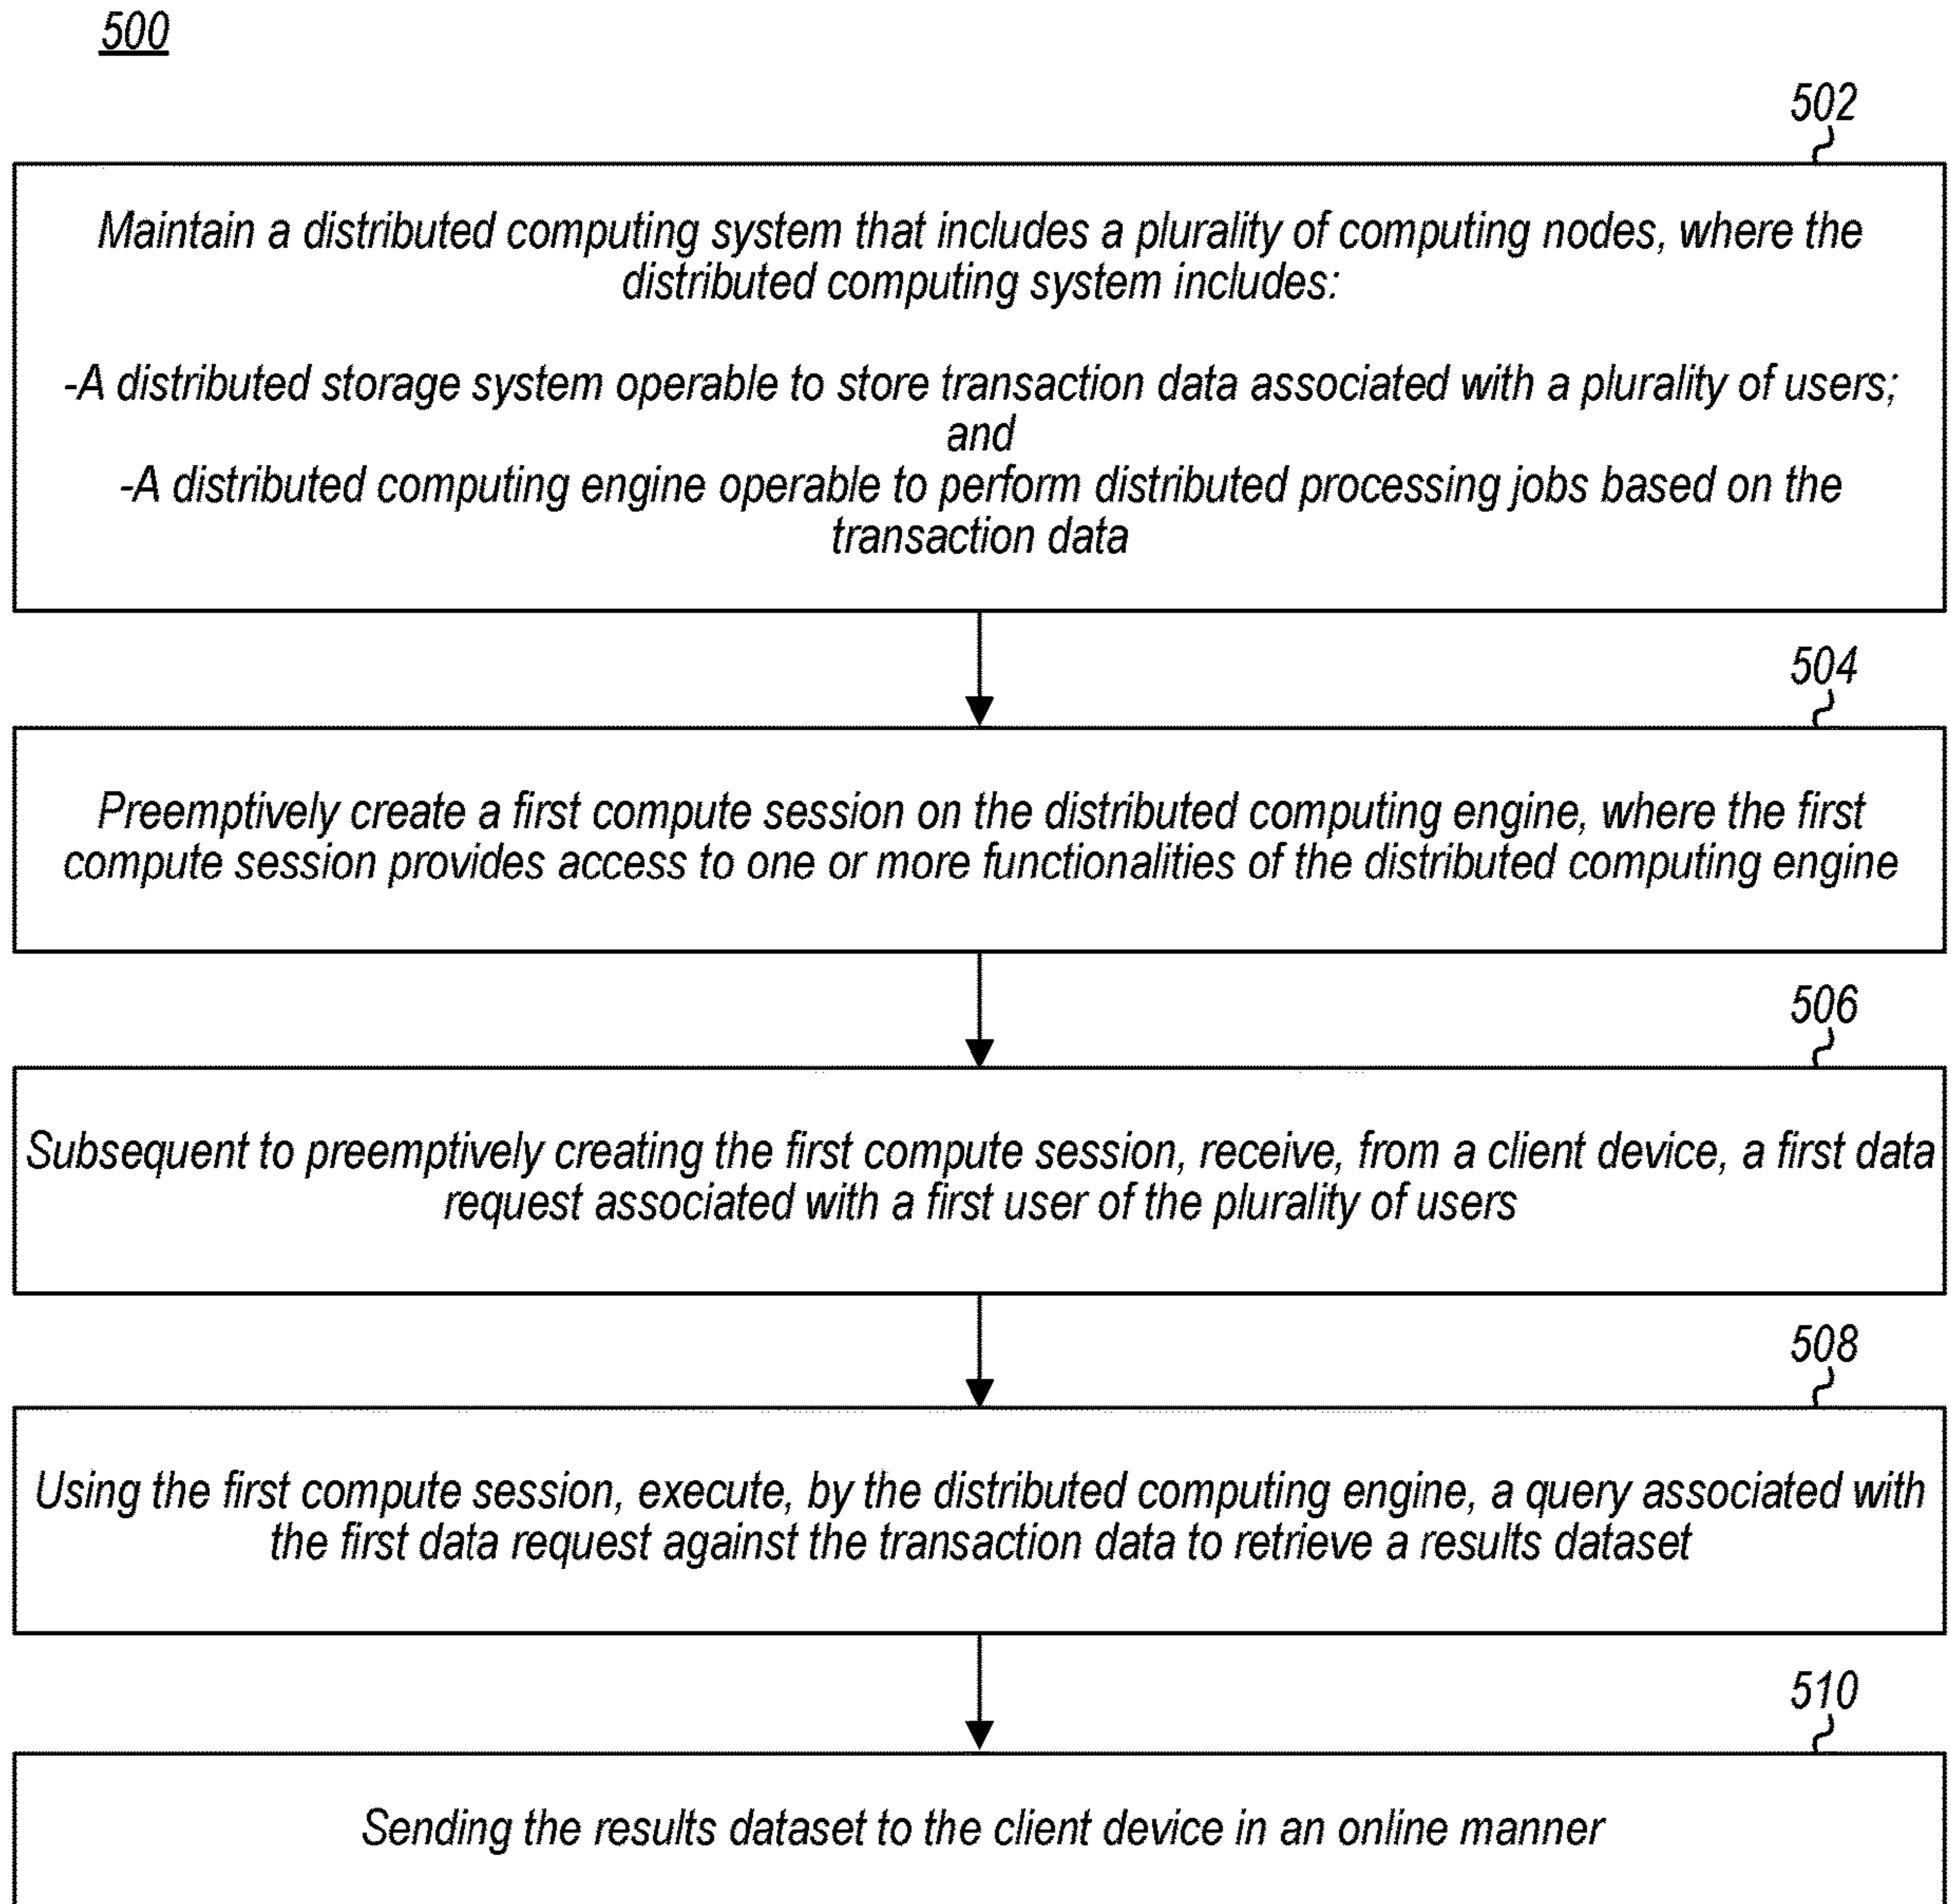 500
502
Maintain a distributed computing system that includes a plurality of computing nodes, where the
distributed computing system includes:
-A distributed storage system operable to store transaction data associated with a plurality of users;
and
-A distributed computing engine operable to perform distributed processing jobs based on the
transaction data
504
Preemptively create a first compute session on the distributed computing engine, where the first
compute session provides access to one or more functionalities of the distributed computing engine
506
Subsequent to preemptively creating the first compute session, receive, from a client device, a first data
request associated with a first user of the plurality of users
508
Using the first compute session, execute, by the distributed computing engine, a query associated with
the first data request against the transaction data to retrieve a results dataset
510
Sending the results dataset to the client device in an online manner